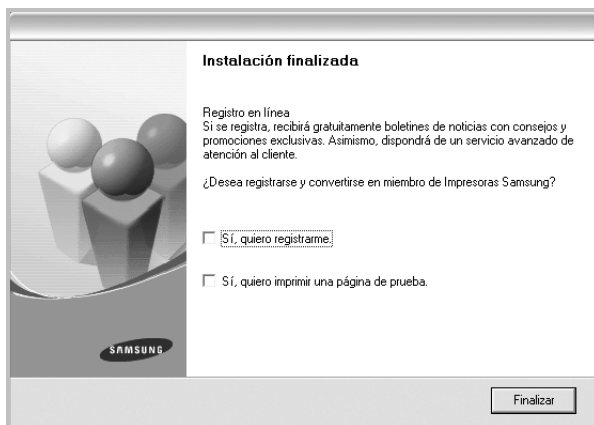 Instalación finalizada
Registro en línea
Si se registra, recibirá gratuitamente boletines de noticias con consejos y
promociones exclusivas. Asimismo, dispondrá de un servicio avanzado de
atención al cliente.
¿Desea registrarse y convertirse en miembro de Impresoras Samsung?
Sí, quiero registrarme.
Sí, quiero imprimir una página de prueba.
SAMSUNG
Finalizar